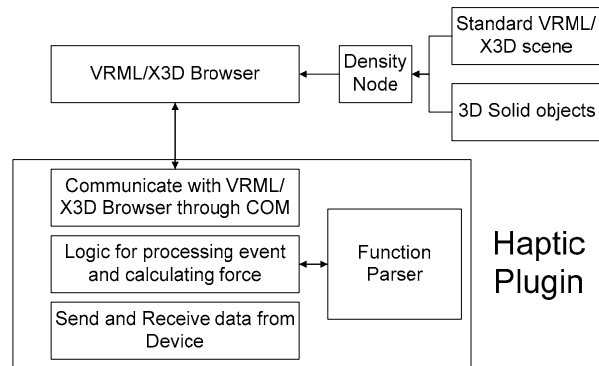 Standard VRML/
X3D scene
VRML/X3D Browser
Density
Node
3D Solid objects
Communicate with VRML/
X3D Browser through COM
Logic for processing event
and calculating force
Function
Parser
Haptic
Plugin
Send and Receive data from
Device